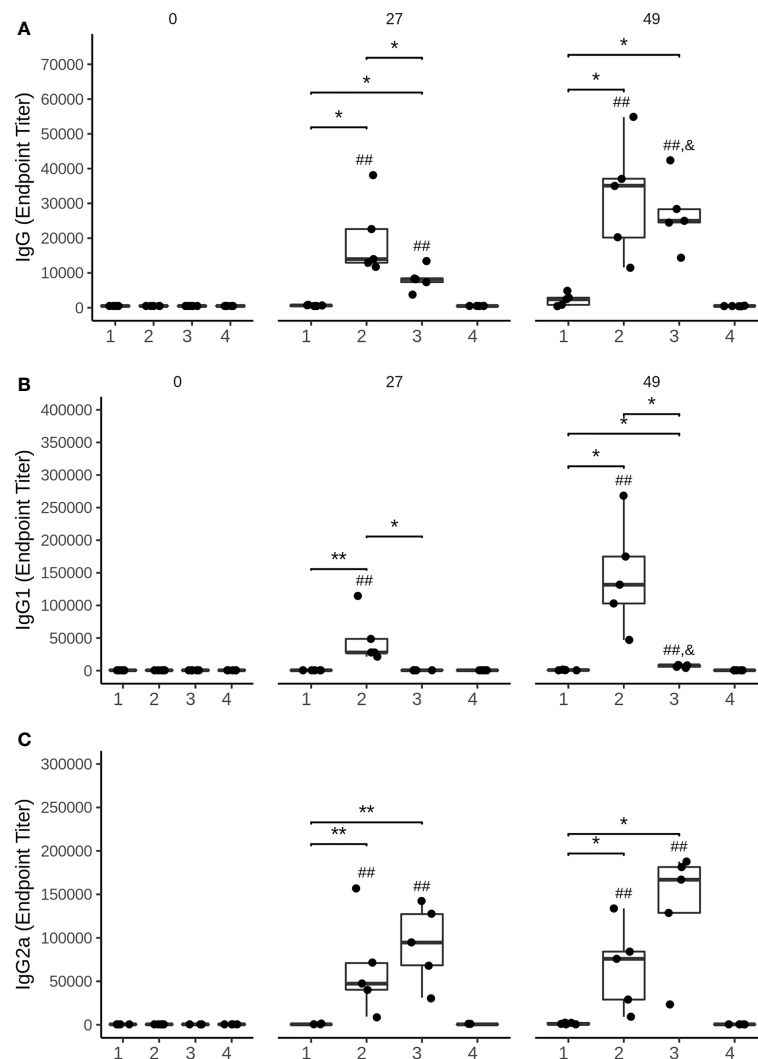 A
0 27 49
IgG (Endpoint Titer)
70000
60000
50000
40000
30000
20000
10000
0
* * *
* * *
## ## ## ##,&
1 2 3 4 1 2 3 4 1 2 3 4
B
0 27 49
IgG1 (Endpoint Titer)
400000
350000
300000
250000
200000
150000
100000
50000
0
** * * * *
## ## ##,&
1 2 3 4 1 2 3 4 1 2 3 4
C
IgG2a (Endpoint Titer)
300000
250000
200000
150000
100000
50000
0
** ** * *
## ## ## ##
1 2 3 4 1 2 3 4 1 2 3 4